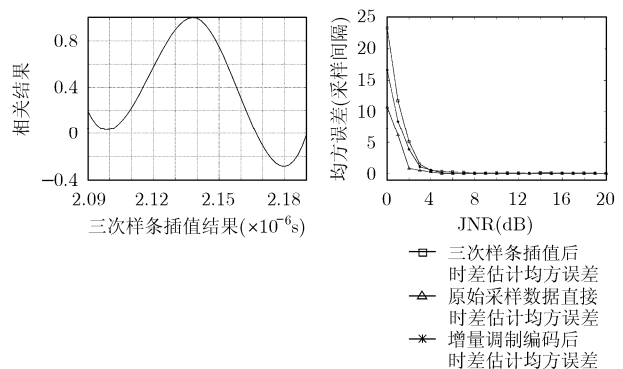 0.8
0.4
0
−0.4
2.09 2.12 2.15 2.18
相关结果
三次样条插值结果(×10⁻⁶s)
25
20
15
10
5
0
0 4 8 12 16 20
均方误差(采样间隔)
JNR(dB)
三次样条插值后
时差估计均方误差
原始采样数据直接
时差估计均方误差
增量调制编码后
时差估计均方误差